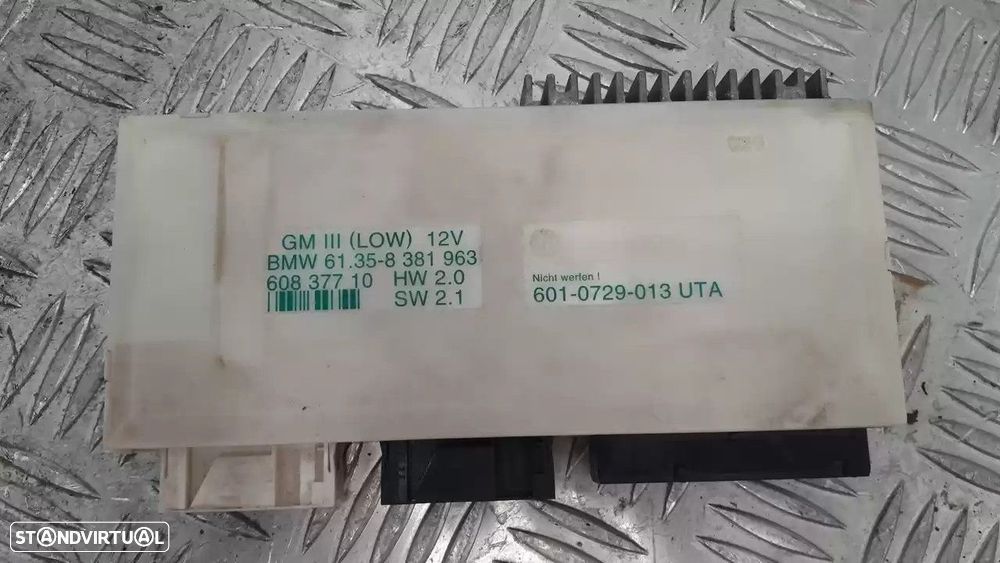 GM III (LOW) 12V
BMW 61.35-8 381 963
608 377 10 HW 2.0
SW 2.1
Nicht werfen !
601-0729-013 UTA
STANDVIRTUAL